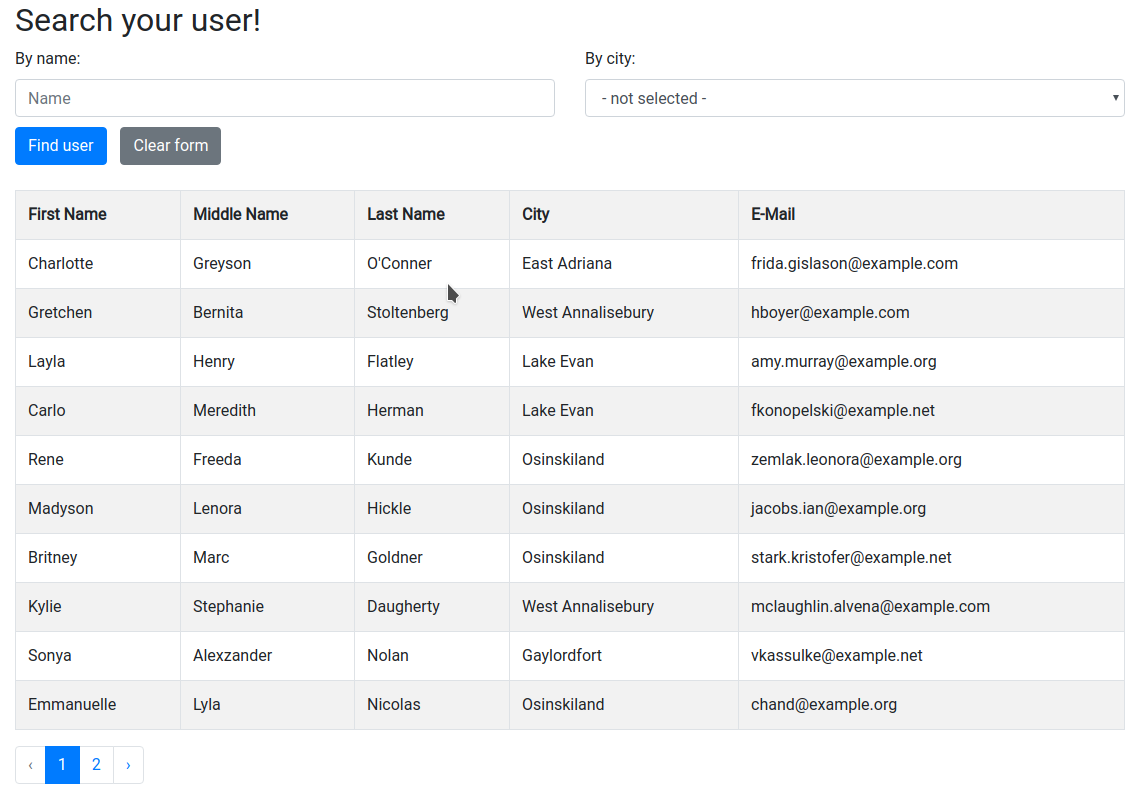 Search your user!
By name: By city:
Name - not selected -
Find user Clear form
First Name Middle Name Last Name City E-Mail
Charlotte Greyson O'Conner East Adriana frida.gislason@example.com
Gretchen Bernita Stoltenberg West Annalisebury hboyer@example.com
Layla Henry Flatley Lake Evan amy.murray@example.org
Carlo Meredith Herman Lake Evan fkonopelski@example.net
Rene Freeda Kunde Osinskiland zemlak.leonora@example.org
Madyson Lenora Hickle Osinskiland jacobs.ian@example.org
Britney Marc Goldner Osinskiland stark.kristofer@example.net
Kylie Stephanie Daugherty West Annalisebury mclaughlin.alvena@example.com
Sonya Alexzander Nolan Gaylordfort vkassulke@example.net
Emmanuelle Lyla Nicolas Osinskiland chand@example.org
‹ 1 2 ›